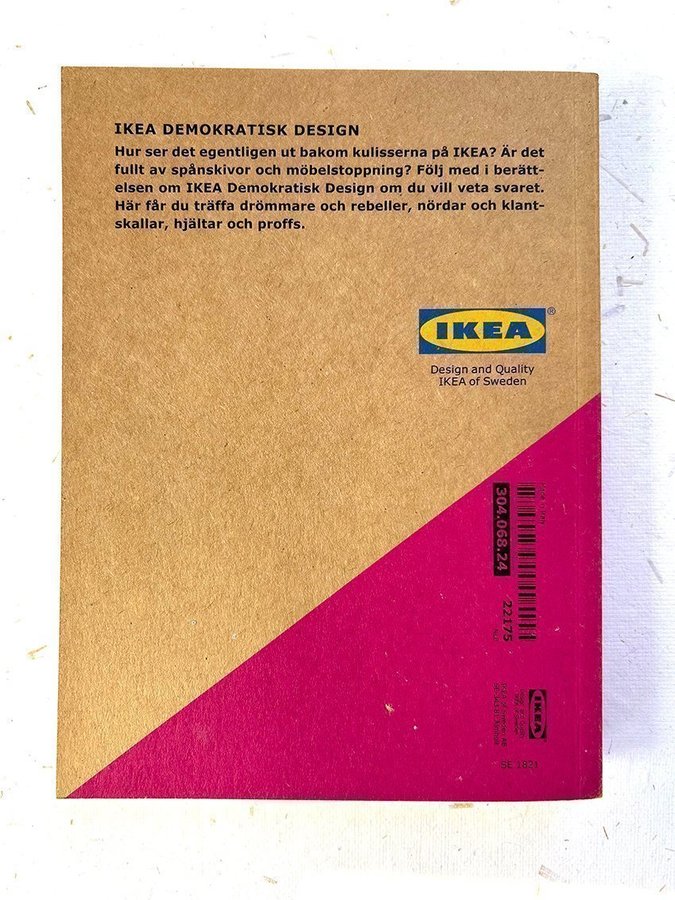 IKEA DEMOKRATISK DESIGN
Hur ser det egentligen ut bakom kulisserna på IKEA? Är det
fullt av spånskivor och möbelstoppning? Följ med i berätt-
elsen om IKEA Demokratisk Design om du vill veta svaret.
Här får du träffa drömmare och rebeller, nördar och klant-
skallar, hjältar och proffs.
IKEA®
Design and Quality
IKEA of Sweden
304.068.24
22175
IKEA
SE 1821